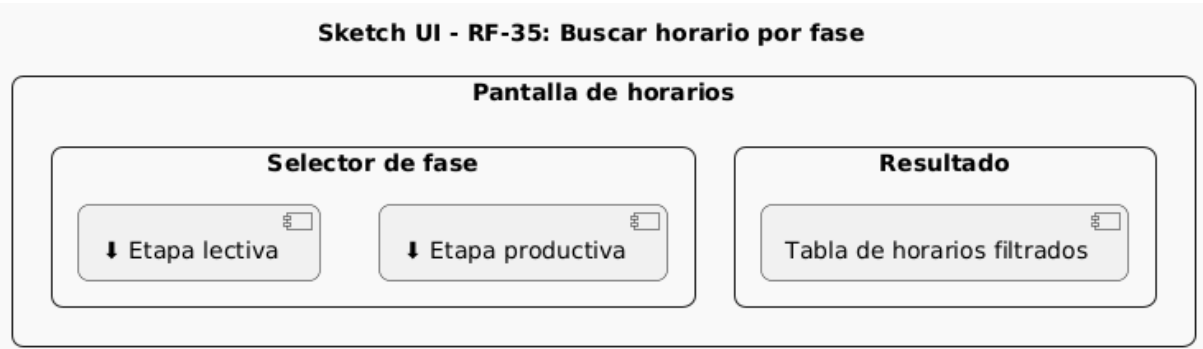 Sketch UI - RF-35: Buscar horario por fase
Pantalla de horarios
Selector de fase
⬇ Etapa lectiva
⬇ Etapa productiva
Resultado
Tabla de horarios filtrados